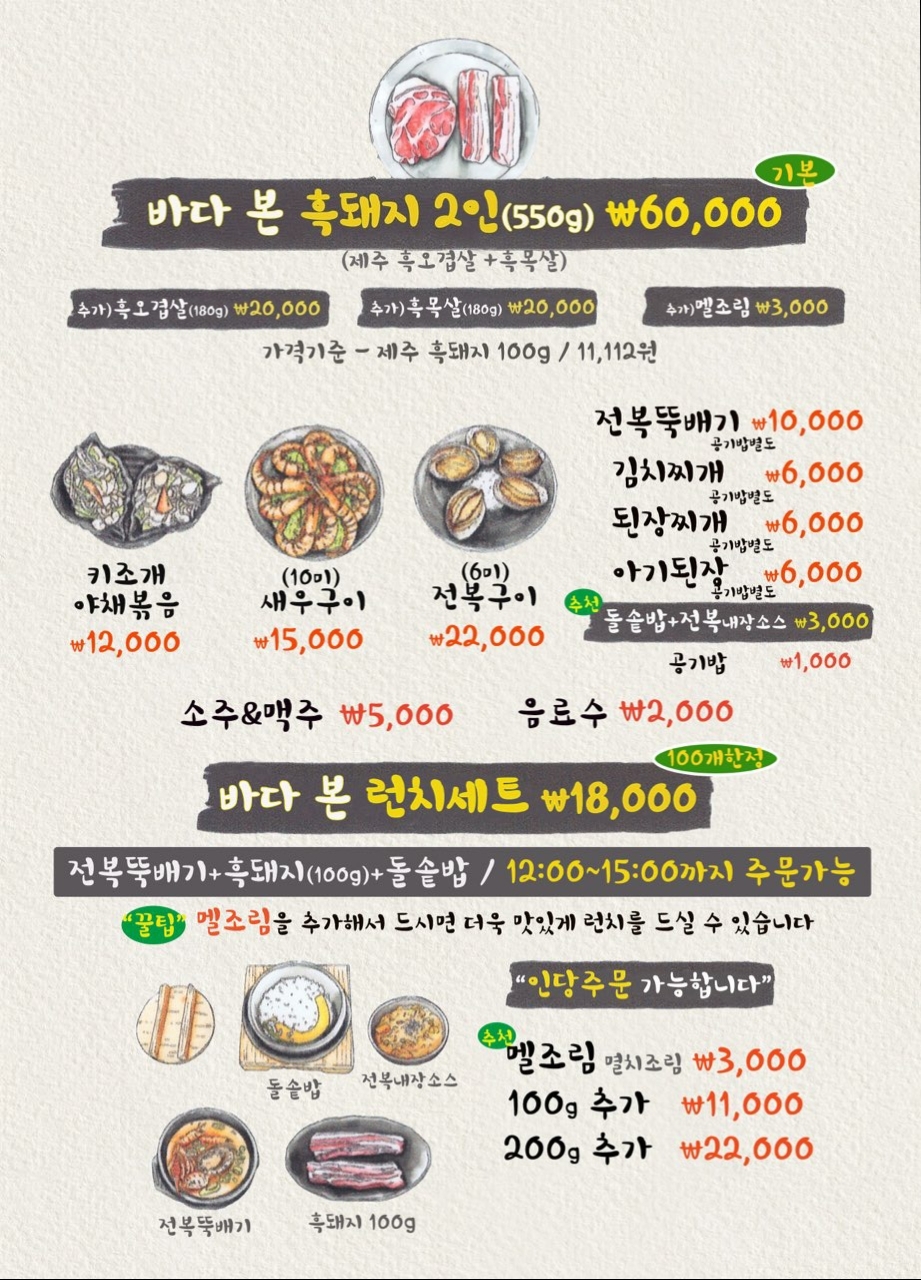 기본
바다 본 흑돼지 2인(550g) ₩60,000
(제주 흑오겹살 +흑목살)
추가)흑오겹살(180g) ₩20,000
추가)흑목살(180g) ₩20,000
추가)멜조림 ₩3,000
가격기준 - 제주 흑돼지 100g / 11,112원
키조개
야채볶음
₩12,000
(10미)
새우구이
₩15,000
(6미)
전복구이
₩22,000
전복뚝배기 ₩10,000
공기밥별도
김치찌개 ₩6,000
공기밥별도
된장찌개 ₩6,000
공기밥별도
아기된장 ₩6,000
공기밥별도
추천
돌솥밥+전복내장소스 ₩3,000
공기밥 ₩1,000
소주&맥주 ₩5,000
음료수 ₩2,000
100개한정
바다 본 런치세트 ₩18,000
전복뚝배기+흑돼지(100g)+돌솥밥 / 12:00~15:00까지 주문가능
“꿀팁” 멜조림을 추가해서 드시면 더욱 맛있게 런치를 드실 수 있습니다
돌솥밥
전복내장소스
전복뚝배기
흑돼지 100g
“인당주문 가능합니다”
추천
멜조림 멸치조림 ₩3,000
100g 추가 ₩11,000
200g 추가 ₩22,000